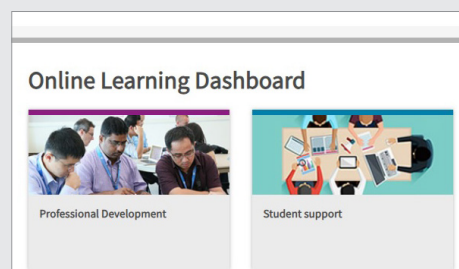 Online Learning Dashboard
Professional Development
Student support